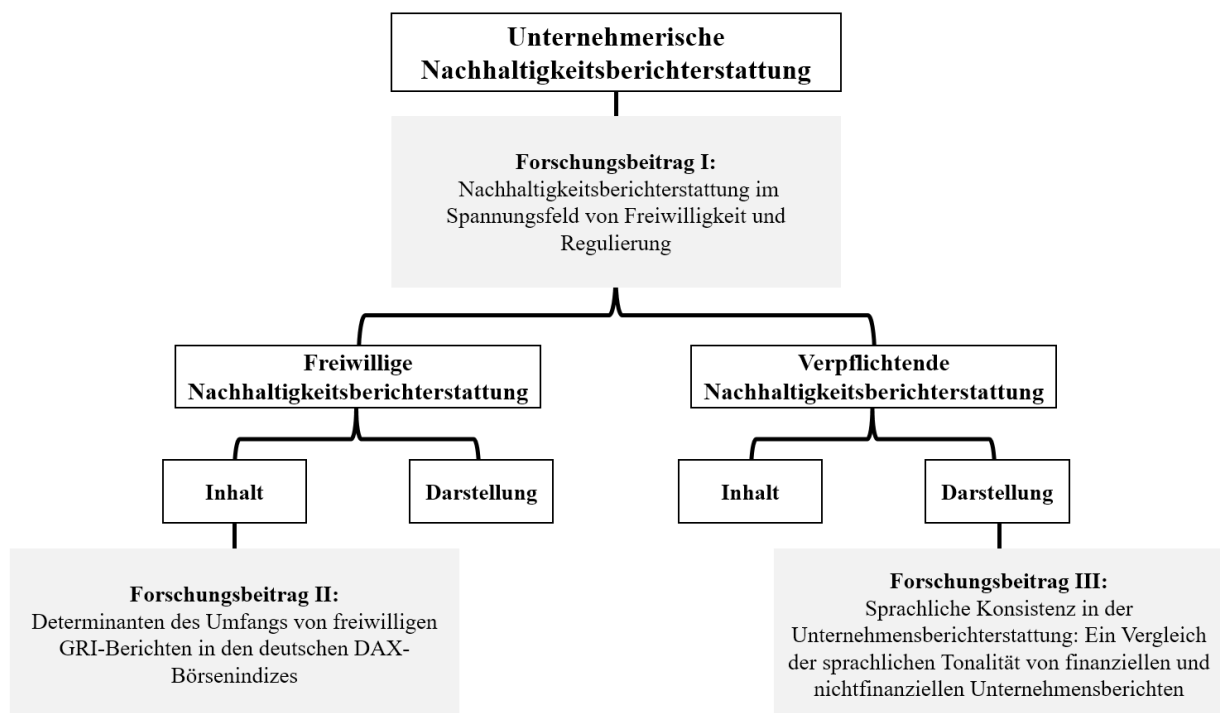 Unternehmerische
Nachhaltigkeitsberichterstattung
Forschungsbeitrag I:
Nachhaltigkeitsberichterstattung im
Spannungsfeld von Freiwilligkeit und
Regulierung
Freiwillige
Nachhaltigkeitsberichterstattung
Verpflichtende
Nachhaltigkeitsberichterstattung
Inhalt
Darstellung
Inhalt
Darstellung
Forschungsbeitrag II:
Determinanten des Umfangs von freiwilligen
GRI-Berichten in den deutschen DAX-
Börsenindizes
Forschungsbeitrag III:
Sprachliche Konsistenz in der
Unternehmensberichterstattung: Ein Vergleich
der sprachlichen Tonalität von finanziellen und
nichtfinanziellen Unternehmensberichten